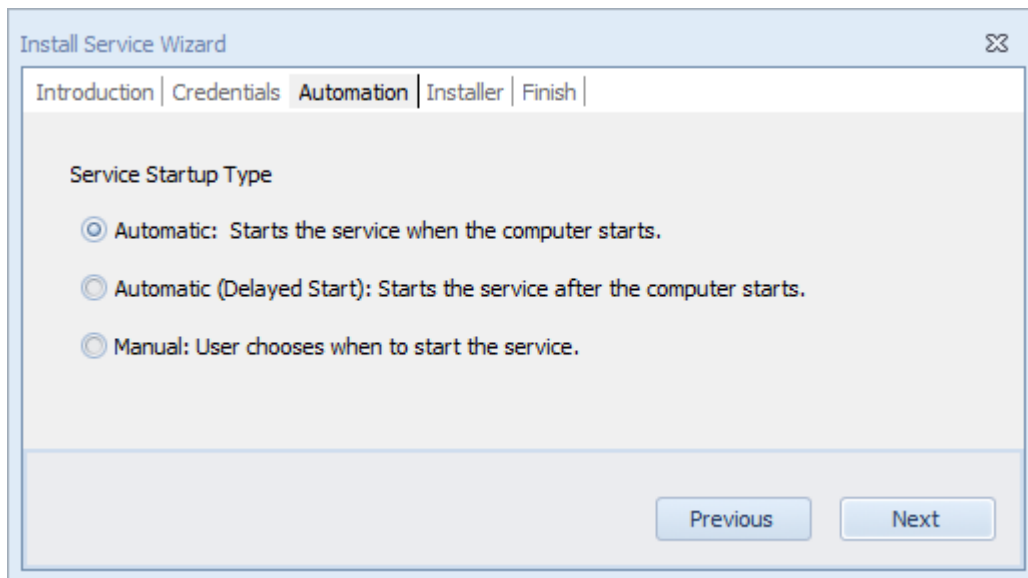 Install Service Wizard
Introduction Credentials Automation Installer Finish
Service Startup Type
Automatic:  Starts the service when the computer starts.
Automatic (Delayed Start): Starts the service after the computer starts.
Manual: User chooses when to start the service.
Previous Next